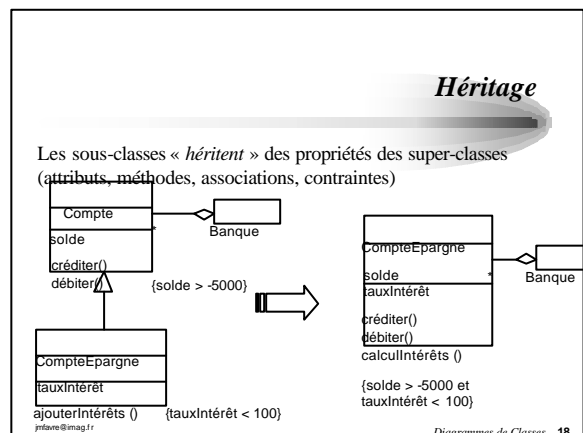 Héritage
Les sous-classes « héritent » des propriétés des super-classes
(attributs, méthodes, associations, contraintes)
Compte
*
Banque
solde
créditer()
débiter()
{solde > -5000}
CompteEpargne
tauxIntérêt
ajouterIntérêts ()
{tauxIntérêt < 100}
CompteEpargne
solde
*
Banque
tauxIntérêt
créditer()
débiter()
calculIntérêts ()
{solde > -5000 et
tauxIntérêt < 100}
jmfavre@imag.fr
Diagrammes de Classes 18